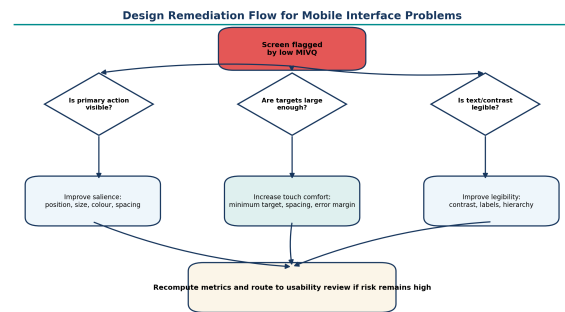 Design Remediation Flow for Mobile Interface Problems
Screen flagged
by low MIVQ
Is primary action
visible?
Are targets large
enough?
Is text/contrast
legible?
Improve salience:
position, size, colour, spacing
Increase touch comfort:
minimum target, spacing, error margin
Improve legibility:
contrast, labels, hierarchy
Recompute metrics and route to usability review if risk remains high